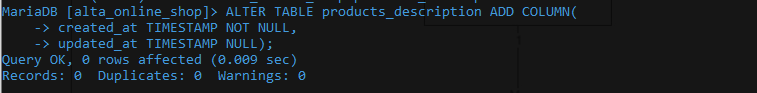 MariaDB [alta_online_shop]> ALTER TABLE products_description ADD COLUMN(
    -> created_at TIMESTAMP NOT NULL,
    -> updated_at TIMESTAMP NULL);
Query OK, 0 rows affected (0.009 sec)
Records: 0  Duplicates: 0  Warnings: 0